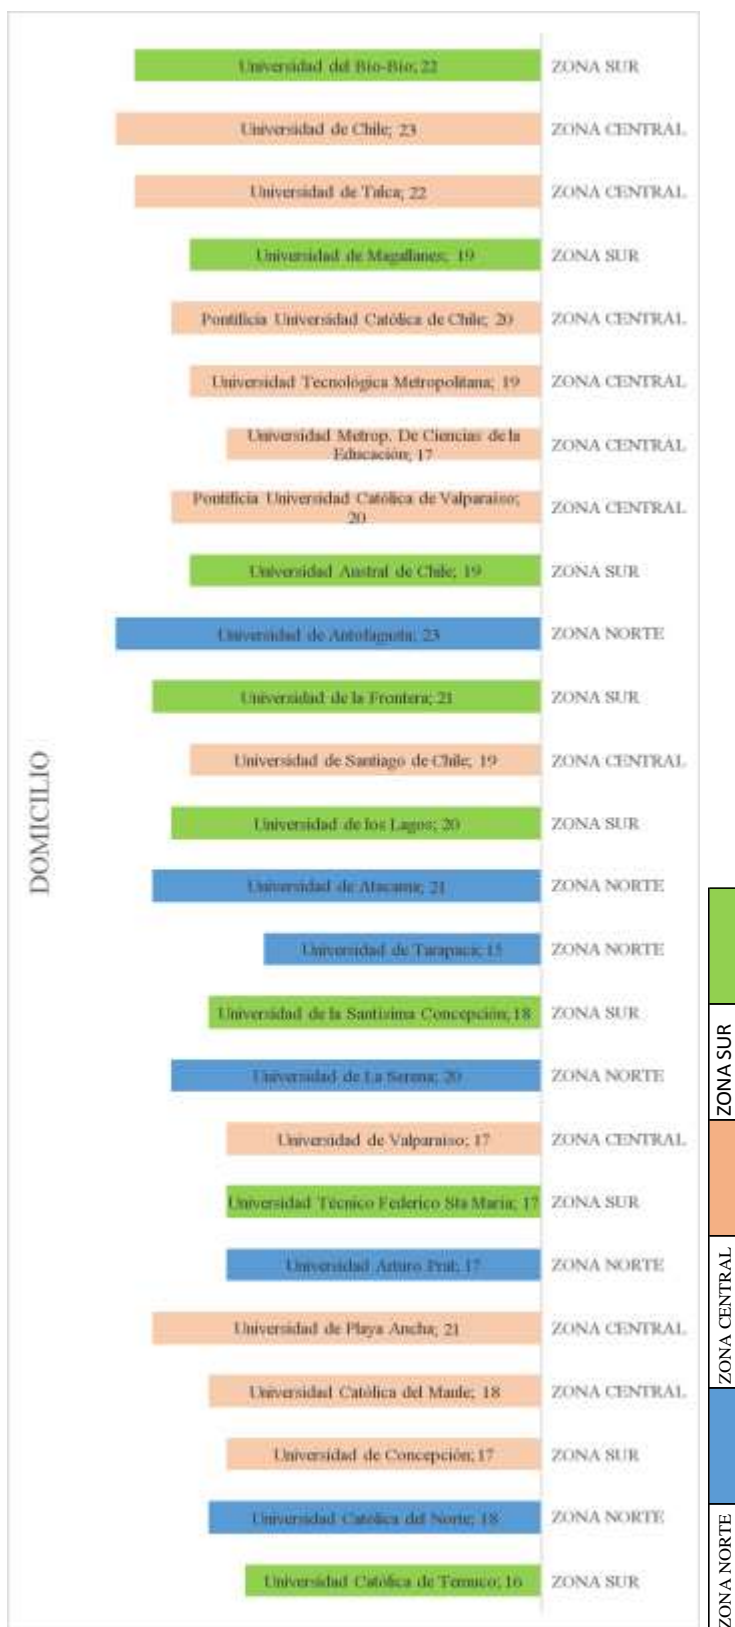 Universidad del Bío-Bío; 22 ZONA SUR
Universidad de Chile; 23 ZONA CENTRAL
Universidad de Talca; 22 ZONA CENTRAL
Universidad de Magallanes; 19 ZONA SUR
Pontificia Universidad Católica de Chile; 20 ZONA CENTRAL
Universidad Tecnológica Metropolitana; 19 ZONA CENTRAL
Universidad Metrop. De Ciencias de la
Educación; 17 ZONA CENTRAL
Pontificia Universidad Católica de Valparaíso;
20 ZONA CENTRAL
Universidad Austral de Chile; 19 ZONA SUR
Universidad de Antofagasta; 23 ZONA NORTE
Universidad de la Frontera; 21 ZONA SUR
Universidad de Santiago de Chile; 19 ZONA CENTRAL
Universidad de los Lagos; 20 ZONA SUR
Universidad de Atacama; 21 ZONA NORTE
Universidad de Tarapacá; 15 ZONA NORTE
Universidad de la Santísima Concepción; 18 ZONA SUR
Universidad de La Serena; 20 ZONA NORTE
Universidad de Valparaíso; 17 ZONA CENTRAL
Universidad Técnico Federico Sta María; 17 ZONA SUR
Universidad Arturo Prat; 17 ZONA NORTE
Universidad de Playa Ancha; 21 ZONA CENTRAL
Universidad Católica del Maule; 18 ZONA CENTRAL
Universidad de Concepción; 17 ZONA SUR
Universidad Católica del Norte; 18 ZONA NORTE
Universidad Católica de Temuco; 16 ZONA SUR
DOMICILIO
ZONA NORTE
ZONA CENTRAL
ZONA SUR